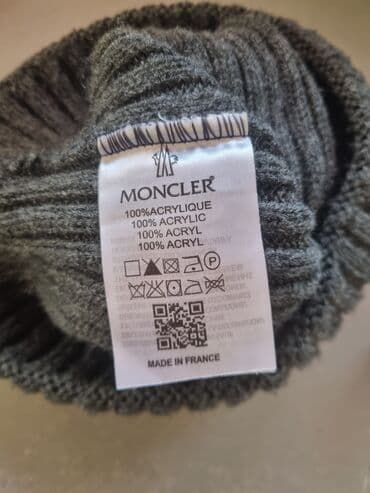 MONCLER
100%ACRYLIQUE
100% ACRYLIC
100% ACRYL
100% ACRYL
P
MADE IN FRANCE